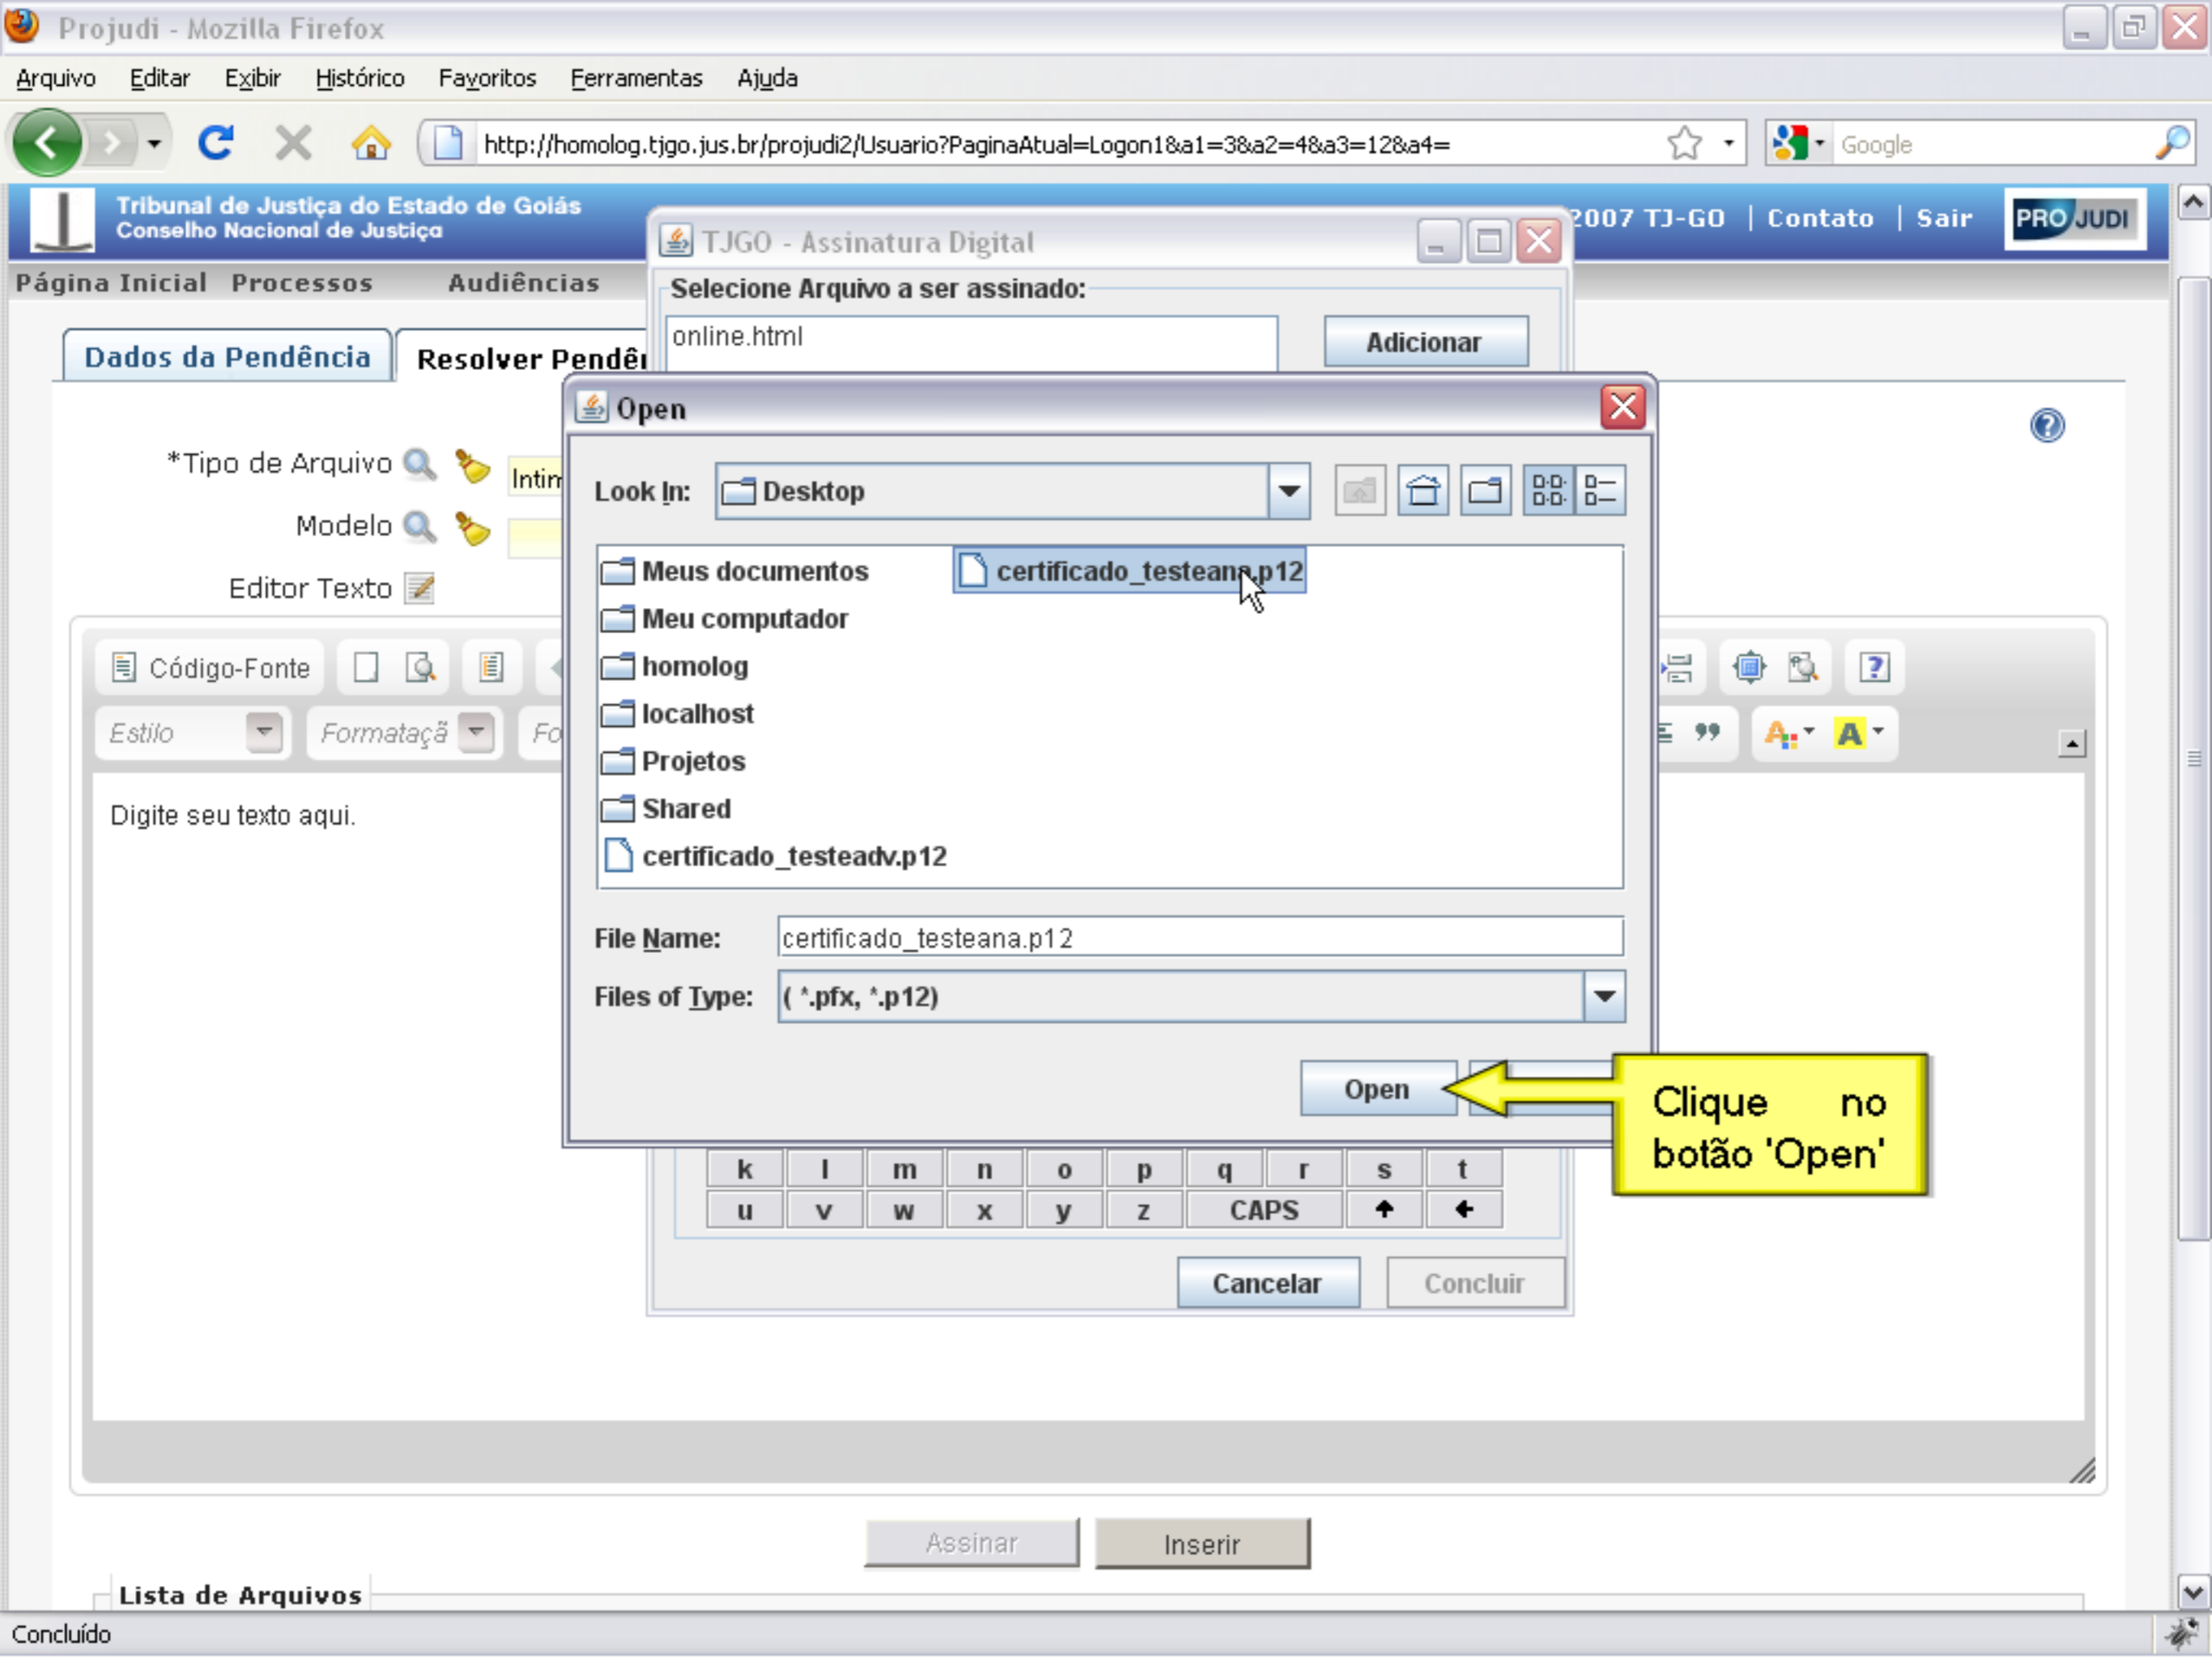 Projudi - Mozilla Firefox
Arquivo Editar Exibir Histórico Favoritos Ferramentas Ajuda
http://homolog.tjgo.jus.br/projudi2/Usuario?PaginaAtual=Logon1&a1=3&a2=4&a3=12&a4=
Google
Tribunal de Justiça do Estado de Goiás
Conselho Nacional de Justiça
2007 TJ-GO | Contato | Sair
PROJUDI
Página Inicial Processos Audiências
TJGO - Assinatura Digital
Selecione Arquivo a ser assinado:
online.html
Adicionar
Dados da Pendência
Resolver Pendê
Open
*Tipo de Arquivo
Modelo
Editor Texto
Look In: Desktop
Meus documentos
certificado_testeana.p12
Meu computador
homolog
localhost
Projetos
Shared
certificado_testeadv.p12
File Name: certificado_testeana.p12
Files of Type: ( *.pfx, *.p12)
Open
Clique no
botão 'Open'
Código-Fonte
Estilo
Formataçã
Fo
Digite seu texto aqui.
k l m n o p q r s t
u v w x y z CAPS
Cancelar
Concluir
Assinar
Inserir
Lista de Arquivos
Concluído